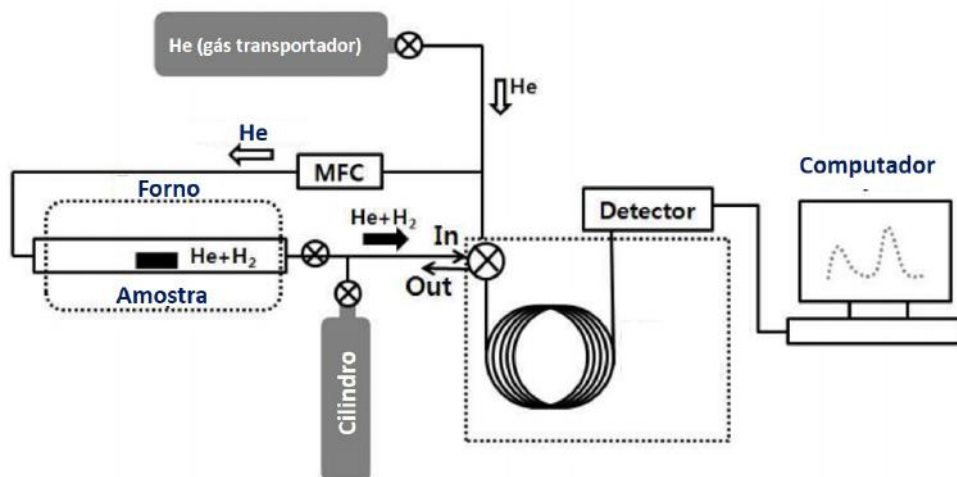 He (gás transportador)
He
He
MFC
Forno
Computador
Detector
He+H₂
In
He+H₂
Out
Amostra
Cilindro